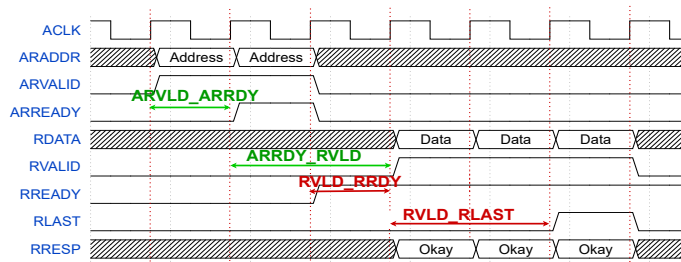 ACLK
ARADDR Address Address
ARVALID
ARVLD_ARRDY
ARREADY
RDATA Data Data Data
ARRDY_RVLD
RVALID
RVLD_RRDY
RREADY
RVLD_RLAST
RLAST
RRESP Okay Okay Okay